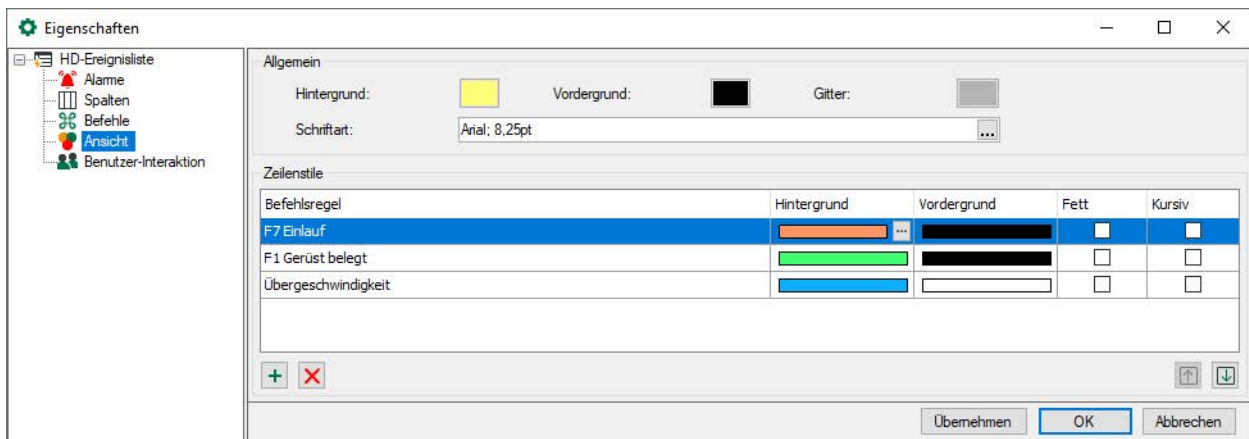 Eigenschaften
HD-Ereignisliste
Alarme
Spalten
Befehle
Ansicht
Benutzer-Interaktion
Allgemein
Hintergrund: Vordergrund: Gitter:
Schriftart: Arial; 8,25pt ...
Zeilenstile
Befehlsregel Hintergrund Vordergrund Fett Kursiv
F7 Einlauf ...
F1 Gerüst belegt
Übergeschwindigkeit
Übernehmen OK Abbrechen